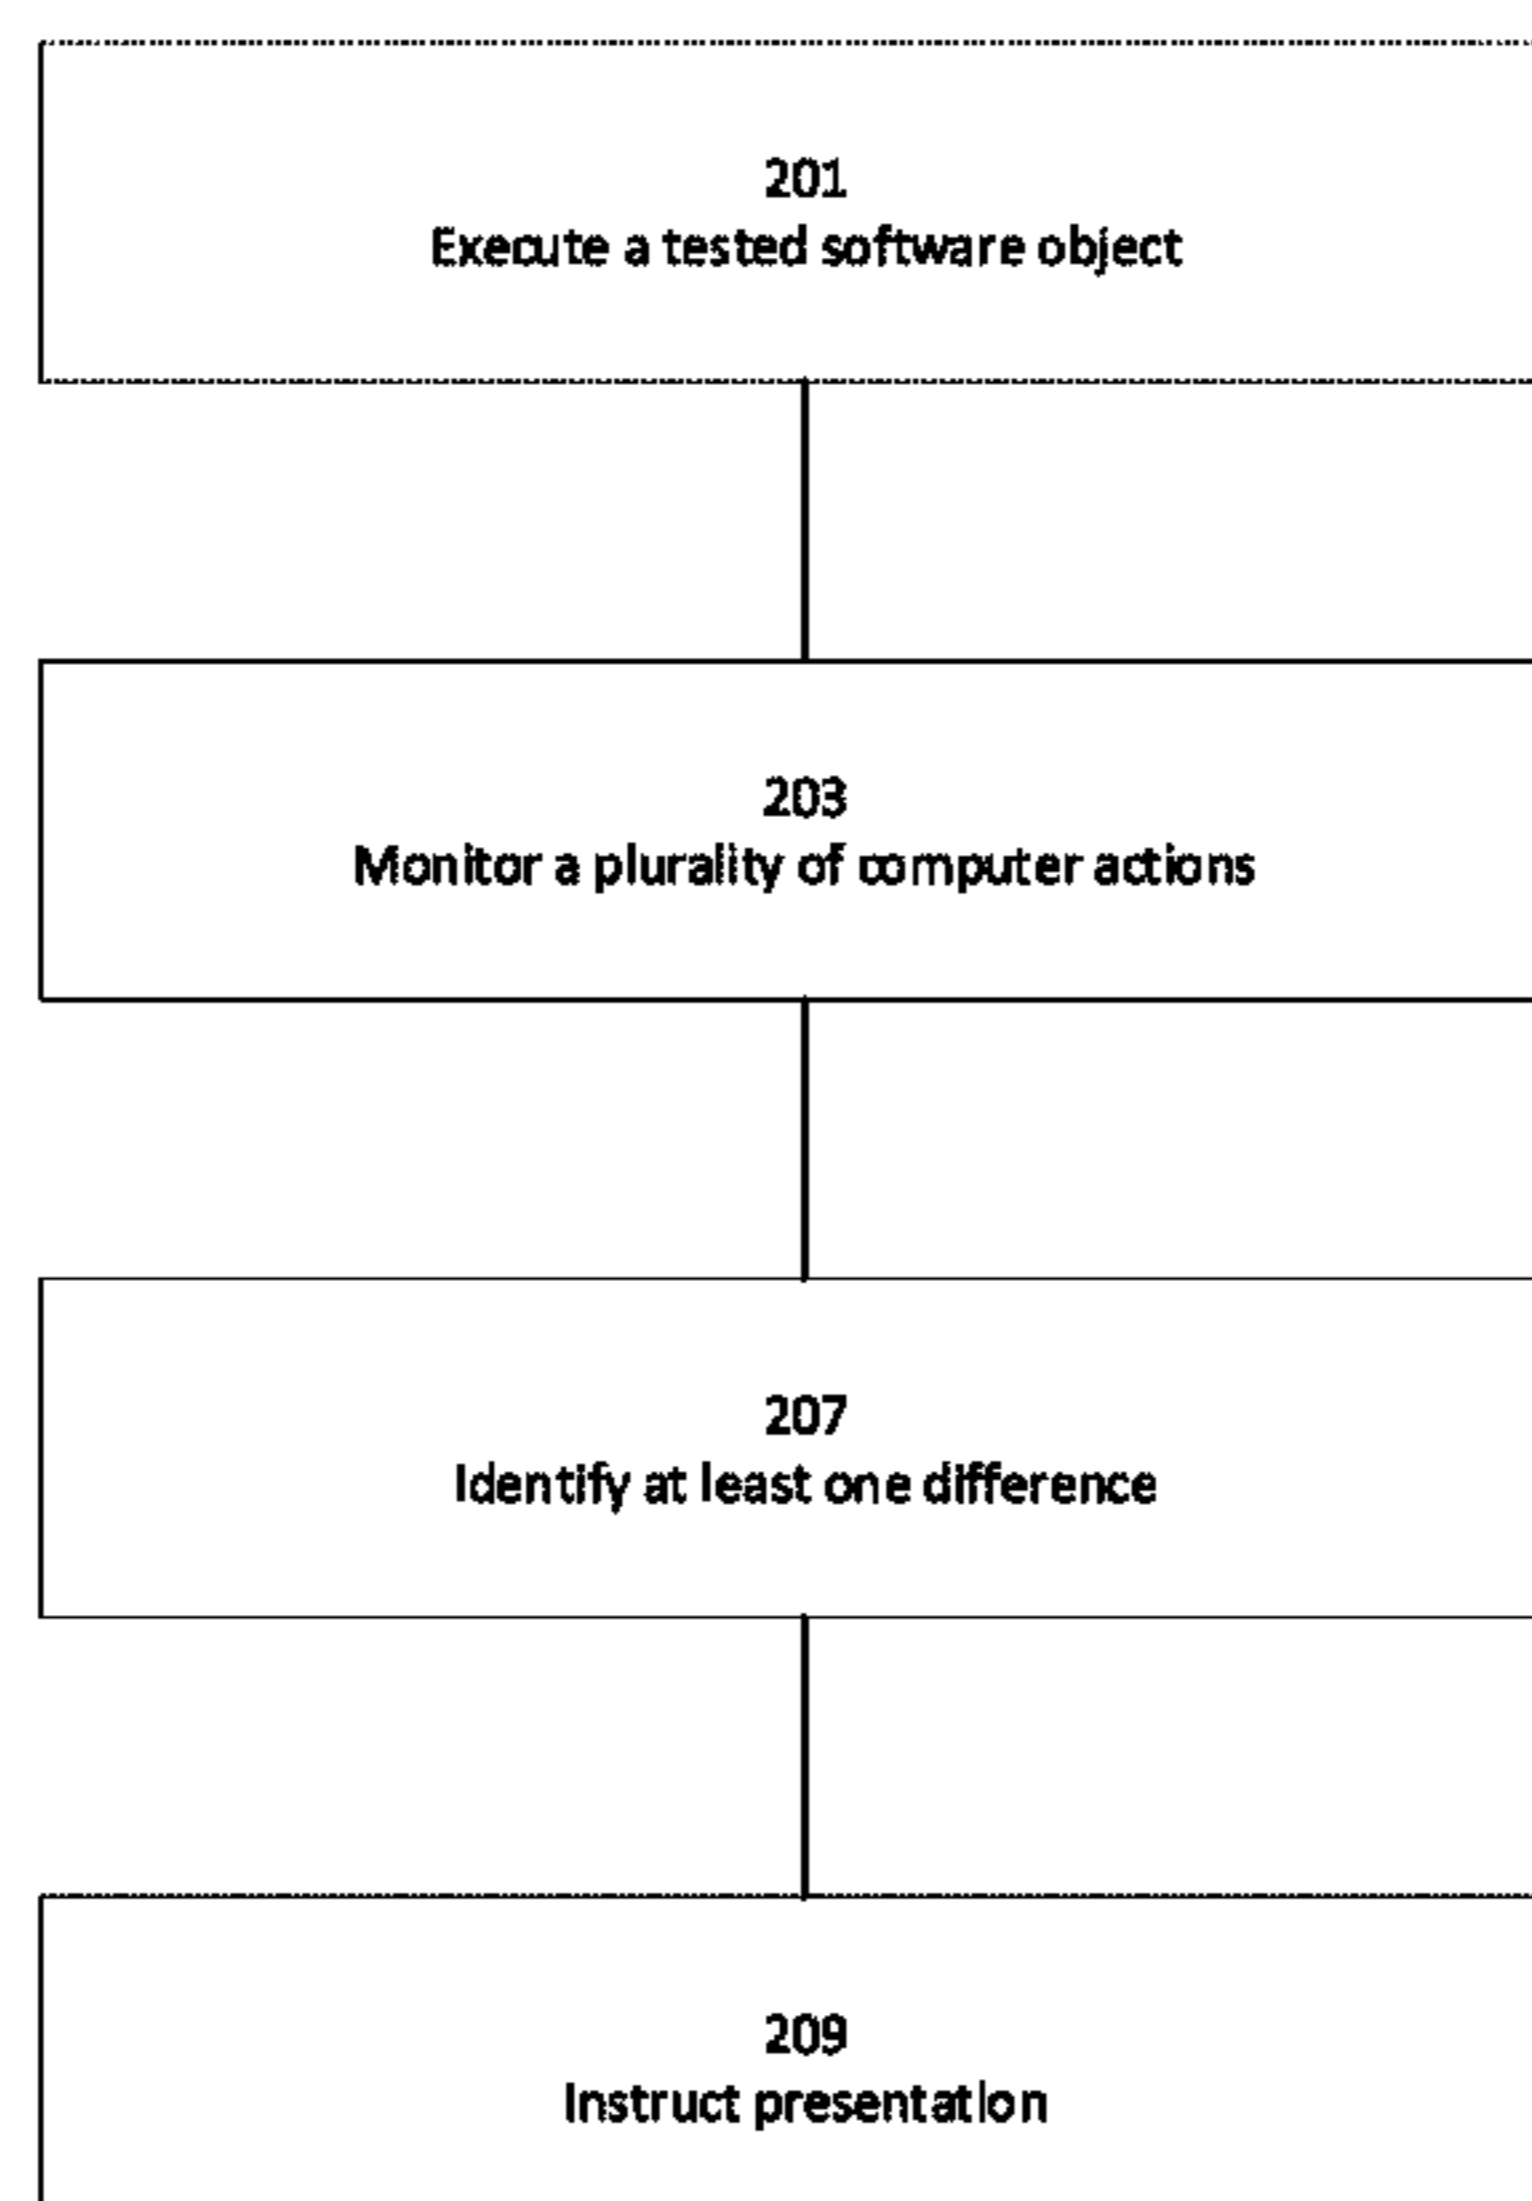 201
Execute a tested software object
203
Monitor a plurality of computer actions
207
Identify at least one difference
209
Instruct presentation